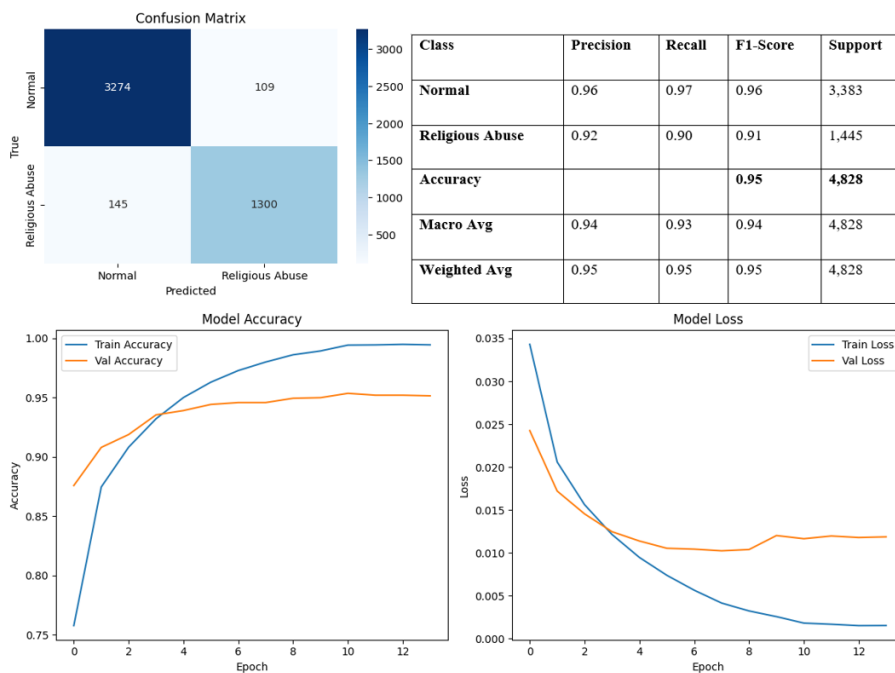 Confusion Matrix
True
Normal
Religious Abuse
3274
109
145
1300
Normal
Religious Abuse
Predicted
3000
2500
2000
1500
1000
500
Class Precision Recall F1-Score Support
Normal 0.96 0.97 0.96 3,383
Religious Abuse 0.92 0.90 0.91 1,445
Accuracy 0.95 4,828
Macro Avg 0.94 0.93 0.94 4,828
Weighted Avg 0.95 0.95 0.95 4,828
Model Accuracy
Train Accuracy
Val Accuracy
Accuracy
1.00
0.95
0.90
0.85
0.80
0.75
0 2 4 6 8 10 12
Epoch
Model Loss
Train Loss
Val Loss
Loss
0.035
0.030
0.025
0.020
0.015
0.010
0.005
0.000
0 2 4 6 8 10 12
Epoch